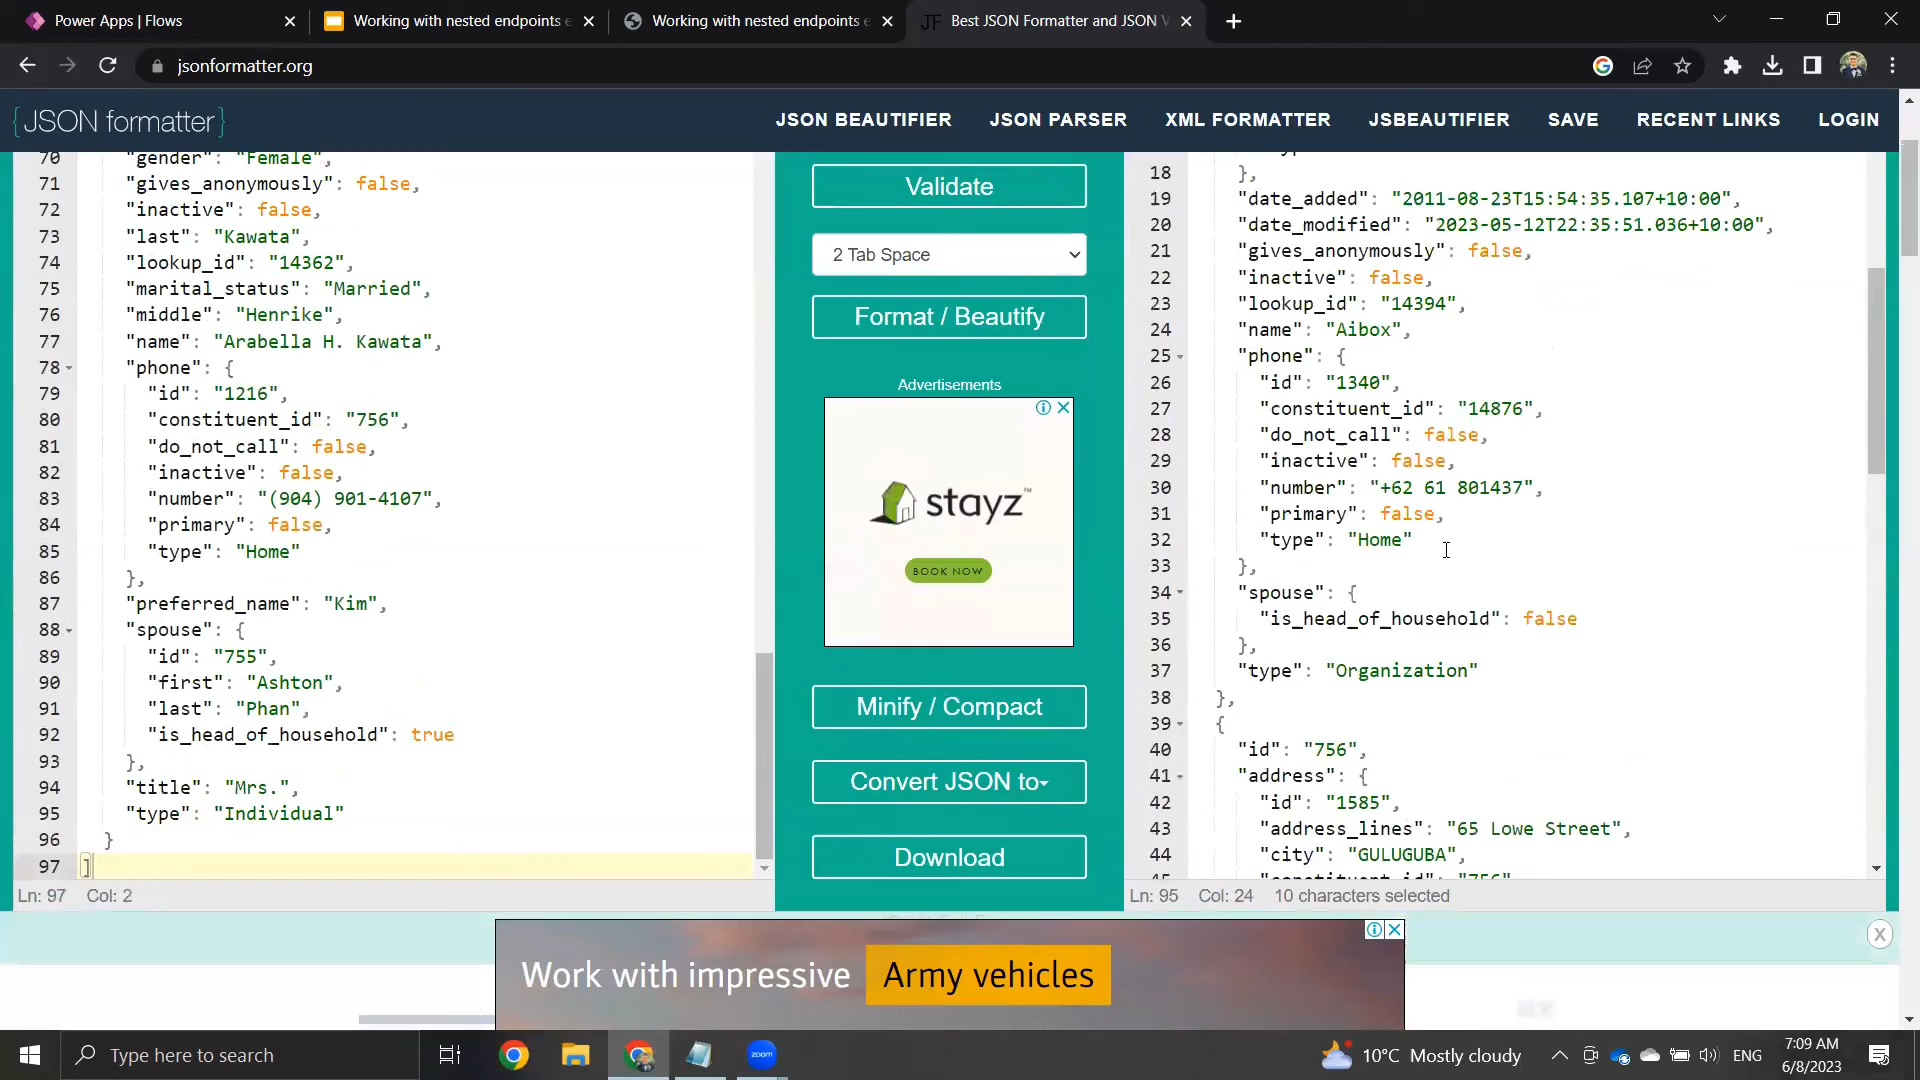 Power Apps | Flows
Working with nested endpoints e
Working with nested endpoints e
JF Best JSON Formatter and JSON V
jsonformatter.org
{JSON formatter}
JSON BEAUTIFIER
JSON PARSER
XML FORMATTER
JSBEAUTIFIER
SAVE
RECENT LINKS
LOGIN
70 "gender": "Female",
71 "gives_anonymously": false,
72 "inactive": false,
73 "last": "Kawata",
74 "lookup_id": "14362",
75 "marital_status": "Married",
76 "middle": "Henrike",
77 "name": "Arabella H. Kawata",
78 "phone": {
79 "id": "1216",
80 "constituent_id": "756",
81 "do_not_call": false,
82 "inactive": false,
83 "number": "(904) 901-4107",
84 "primary": false,
85 "type": "Home"
86 },
87 "preferred_name": "Kim",
88 "spouse": {
89 "id": "755",
90 "first": "Ashton",
91 "last": "Phan",
92 "is_head_of_household": true
93 },
94 "title": "Mrs.",
95 "type": "Individual"
96 }
97 ]
Ln: 97 Col: 2
Validate
2 Tab Space
Format / Beautify
Advertisements
stayz™
BOOK NOW
Minify / Compact
Convert JSON to
Download
18 },
19 "date_added": "2011-08-23T15:54:35.107+10:00",
20 "date_modified": "2023-05-12T22:35:51.036+10:00",
21 "gives_anonymously": false,
22 "inactive": false,
23 "lookup_id": "14394",
24 "name": "Aibox",
25 "phone": {
26 "id": "1340",
27 "constituent_id": "14876",
28 "do_not_call": false,
29 "inactive": false,
30 "number": "+62 61 801437",
31 "primary": false,
32 "type": "Home"
33 },
34 "spouse": {
35 "is_head_of_household": false
36 },
37 "type": "Organization"
38 },
39 {
40 "id": "756",
41 "address": {
42 "id": "1585",
43 "address_lines": "65 Lowe Street",
44 "city": "GULUGUBA",
Ln: 95 Col: 24 10 characters selected
Work with impressive Army vehicles
Type here to search
zoom
10°C Mostly cloudy
ENG
7:09 AM
6/8/2023